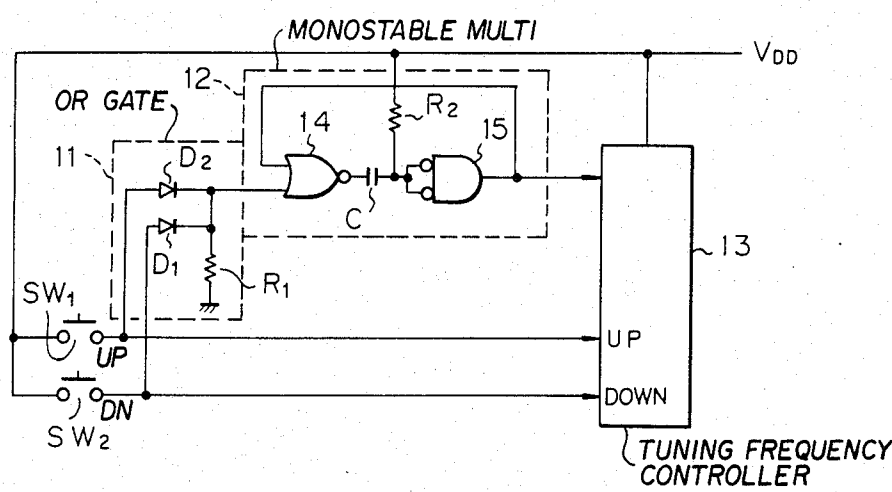 MONOSTABLE MULTI
V_DD
12
OR GATE
R₂
14
15
11
D₂
C
D₁
R₁
13
SW₁
UP
UP
DN
DOWN
SW₂
TUNING FREQUENCY
CONTROLLER